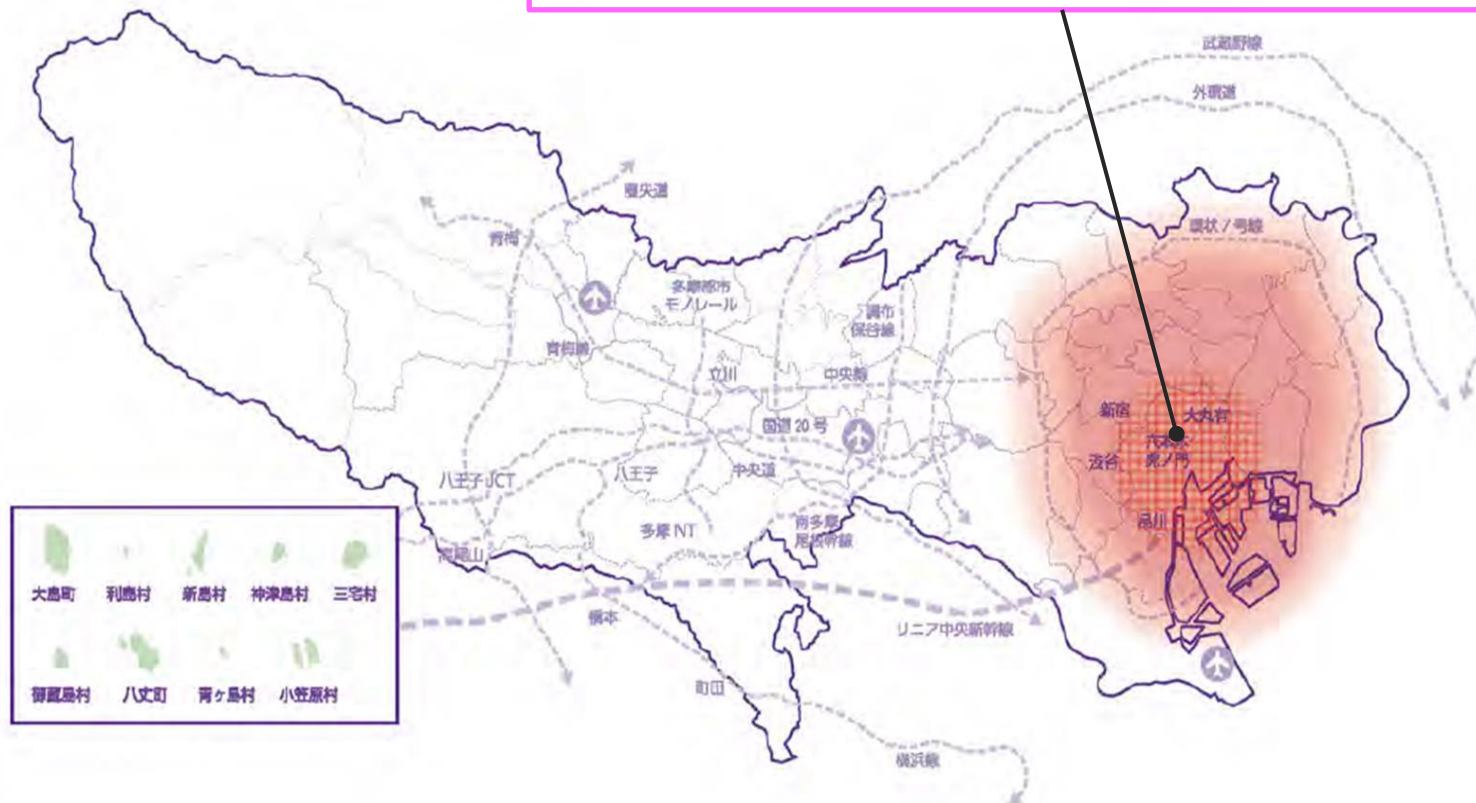 武蔵野線
外環道
圏央道
環状7号線
青梅
多摩都市
モノレール
調布
保谷線
青梅線
立川
中央線
新宿
大丸有
国道20号
六本木
虎ノ門
渋谷
八王子JCT
八王子
中央道
品川
多摩NT
南多摩
尾根幹線
高尾山
大島町
利島村
新島村
神津島村
三宅村
橋本
リニア中央新幹線
御蔵島村
八丈町
青ヶ島村
小笠原村
町田
横浜線